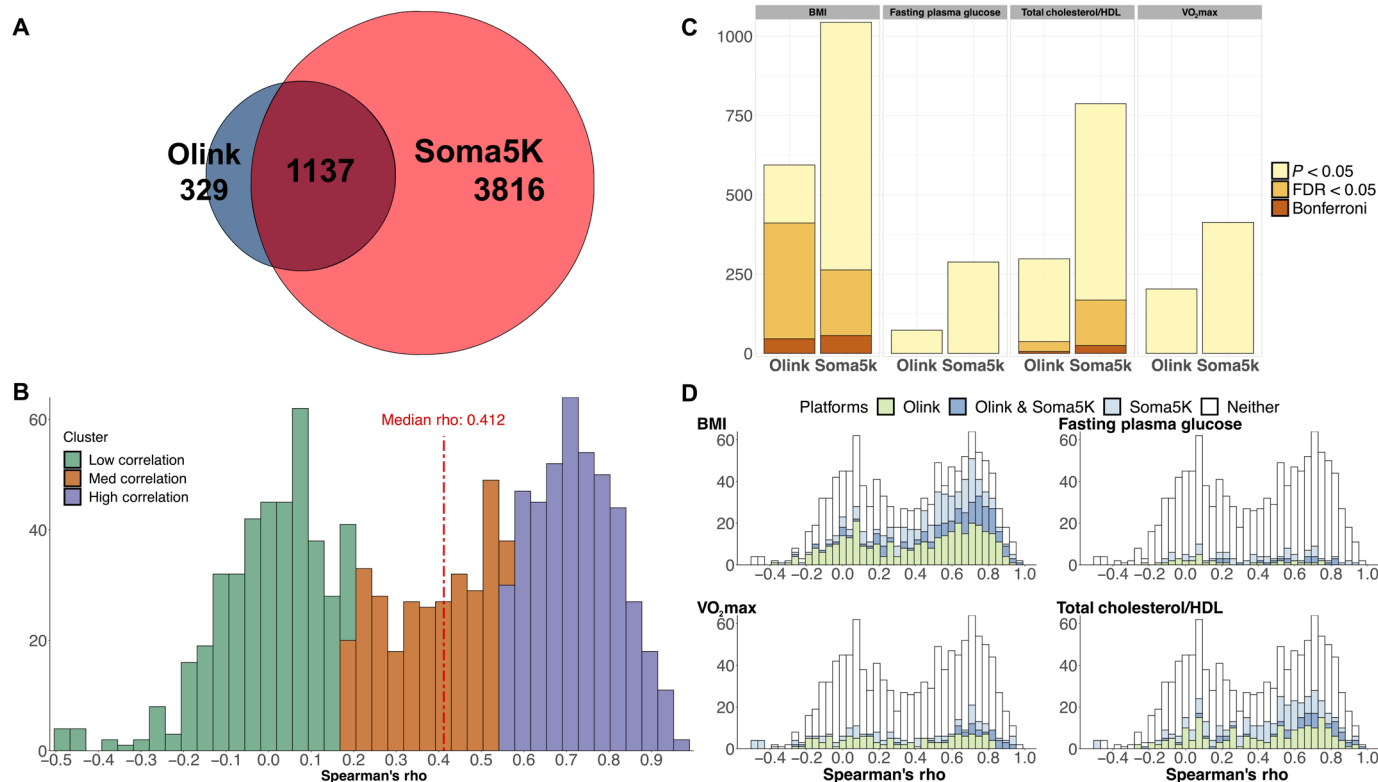 A
Olink
329
1137
Soma5K
3816
B
60
40
20
0
Cluster
Low correlation
Med correlation
High correlation
Median rho: 0.412
−0.5 −0.4 −0.3 −0.2 −0.1 0.0 0.1 0.2 0.3 0.4 0.5 0.6 0.7 0.8 0.9
Spearman's rho
C
BMI Fasting plasma glucose Total cholesterol/HDL VO₂max
1000
750
500
250
0
Olink Soma5k Olink Soma5k Olink Soma5k Olink Soma5k
P < 0.05
FDR < 0.05
Bonferroni
D
Platforms Olink Olink & Soma5K Soma5K Neither
BMI
60
40
20
0
−0.4 −0.2 0.0 0.2 0.4 0.6 0.8 1.0
Fasting plasma glucose
60
40
20
0
−0.4 −0.2 0.0 0.2 0.4 0.6 0.8 1.0
VO₂max
60
40
20
0
−0.4 −0.2 0.0 0.2 0.4 0.6 0.8 1.0
Spearman's rho
Total cholesterol/HDL
60
40
20
0
−0.4 −0.2 0.0 0.2 0.4 0.6 0.8 1.0
Spearman's rho